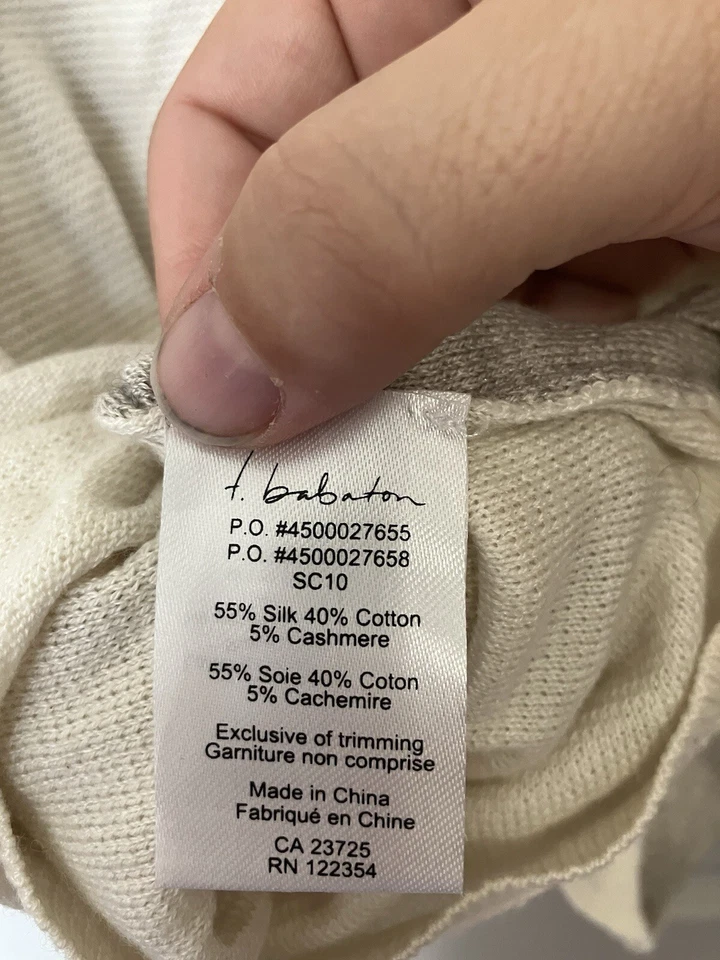 t. babaton
P.O. #4500027655
P.O. #4500027658
SC10
55% Silk 40% Cotton
5% Cashmere
55% Soie 40% Coton
5% Cachemire
Exclusive of trimming
Garniture non comprise
Made in China
Fabriqué en Chine
CA 23725
RN 122354